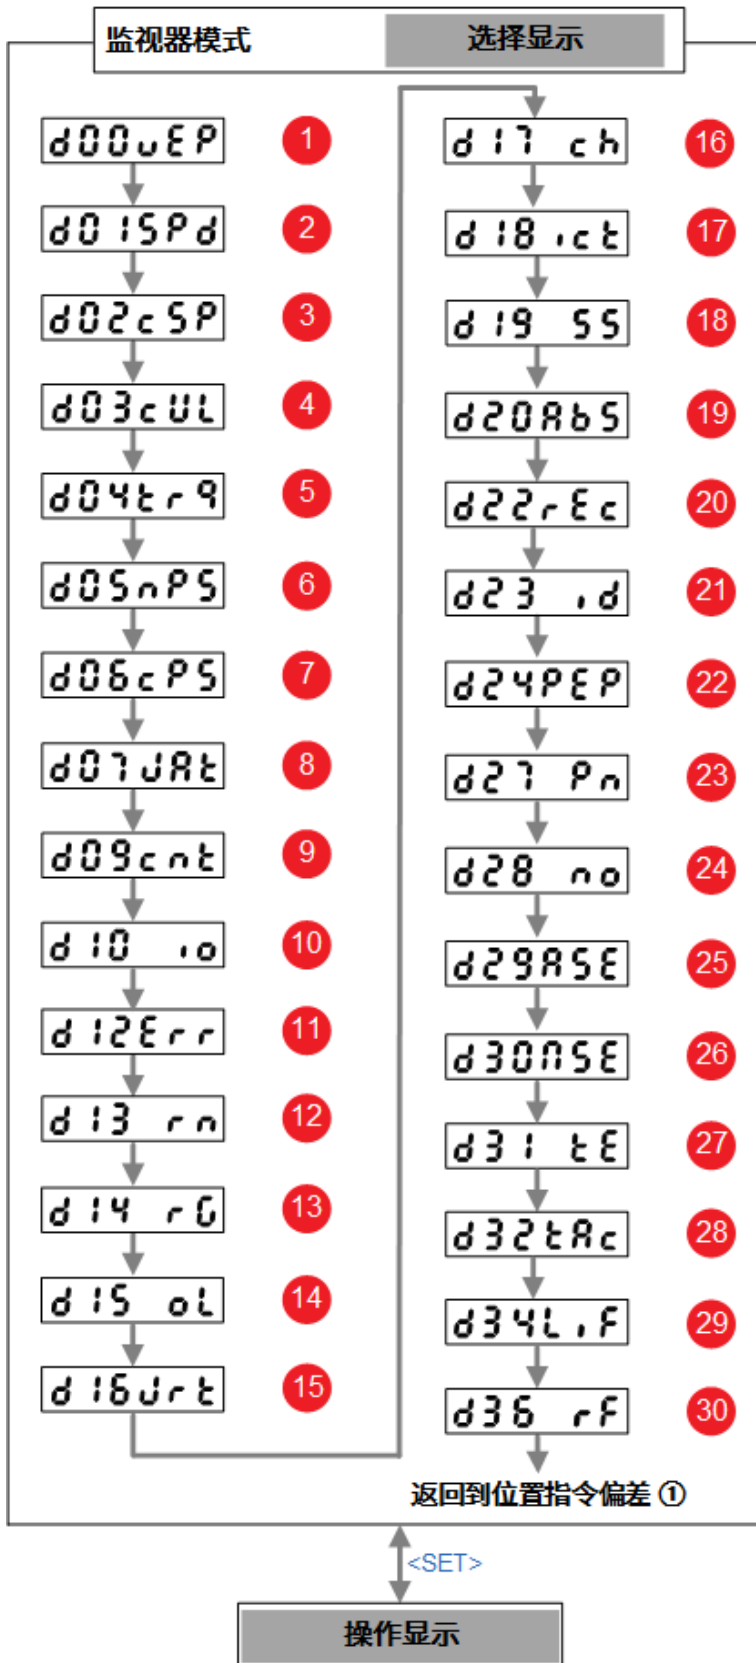 监视器模式 选择显示
d00uEP 1
d01SPd 2
d02cSP 3
d03cUL 4
d04trq 5
d05nPS 6
d06cPS 7
d07JAt 8
d09cnt 9
d10 io 10
d12Err 11
d13 rn 12
d14 rG 13
d15 oL 14
d16Jrt 15
d17 ch 16
d18ict 17
d19 SS 18
d20AbS 19
d22rEc 20
d23 id 21
d24PEP 22
d27 Pn 23
d28 no 24
d29ASE 25
d30MSE 26
d31 tE 27
d32tAc 28
d34LiF 29
d36 rF 30
返回到位置指令偏差 ①
<SET>
操作显示